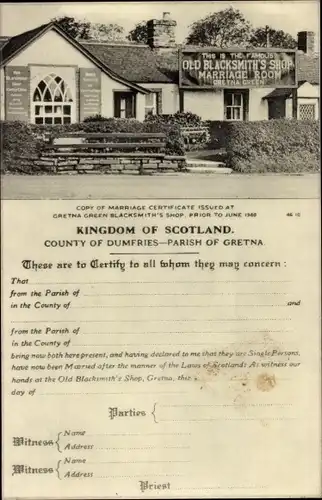 THIS IS THE FAMOUS
OLD BLACKSMITH'S SHOP
MARRIAGE ROOM
GRETNA GREEN
COPY OF MARRIAGE CERTIFICATE ISSUED AT
GRETNA GREEN BLACKSMITH'S SHOP, PRIOR TO JUNE
KINGDOM OF SCOTLAND.
COUNTY OF DUMFRIES—PARISH OF GRETNA.
These are to Certify to all whom they may concern:
That
from the Parish of
in the County of and
from the Parish of
in the County of
being now both here present, and having declared to me that they are Single Persons,
have now been Married after the manner of the Laws of Scotland: As witness our
hands at the Old Blacksmith's Shop, Gretna, this
day of
Parties
Witness Name
Address
Witness Name
Address
Priest